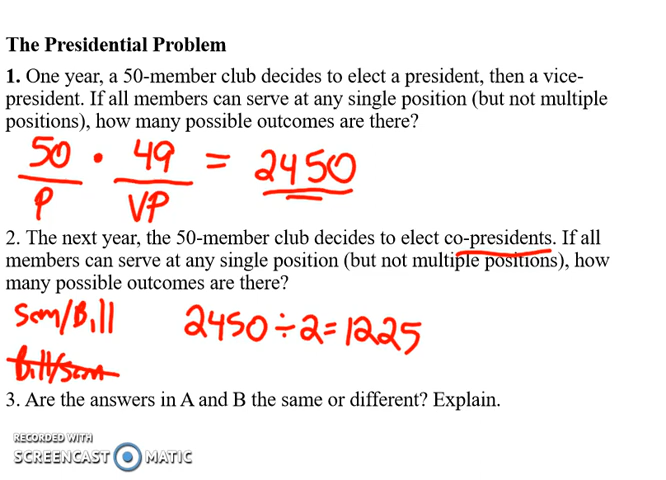 The Presidential Problem
1. One year, a 50-member club decides to elect a president, then a vice-
president. If all members can serve at any single position (but not multiple
positions), how many possible outcomes are there?
50 · 49 = 2450
P VP
2. The next year, the 50-member club decides to elect co-presidents. If all
members can serve at any single position (but not multiple positions), how
many possible outcomes are there?
Sam/Bill 2450÷2=1225
Bill/Sam
3. Are the answers in A and B the same or different? Explain.
RECORDED WITH
SCREENCAST MATIC